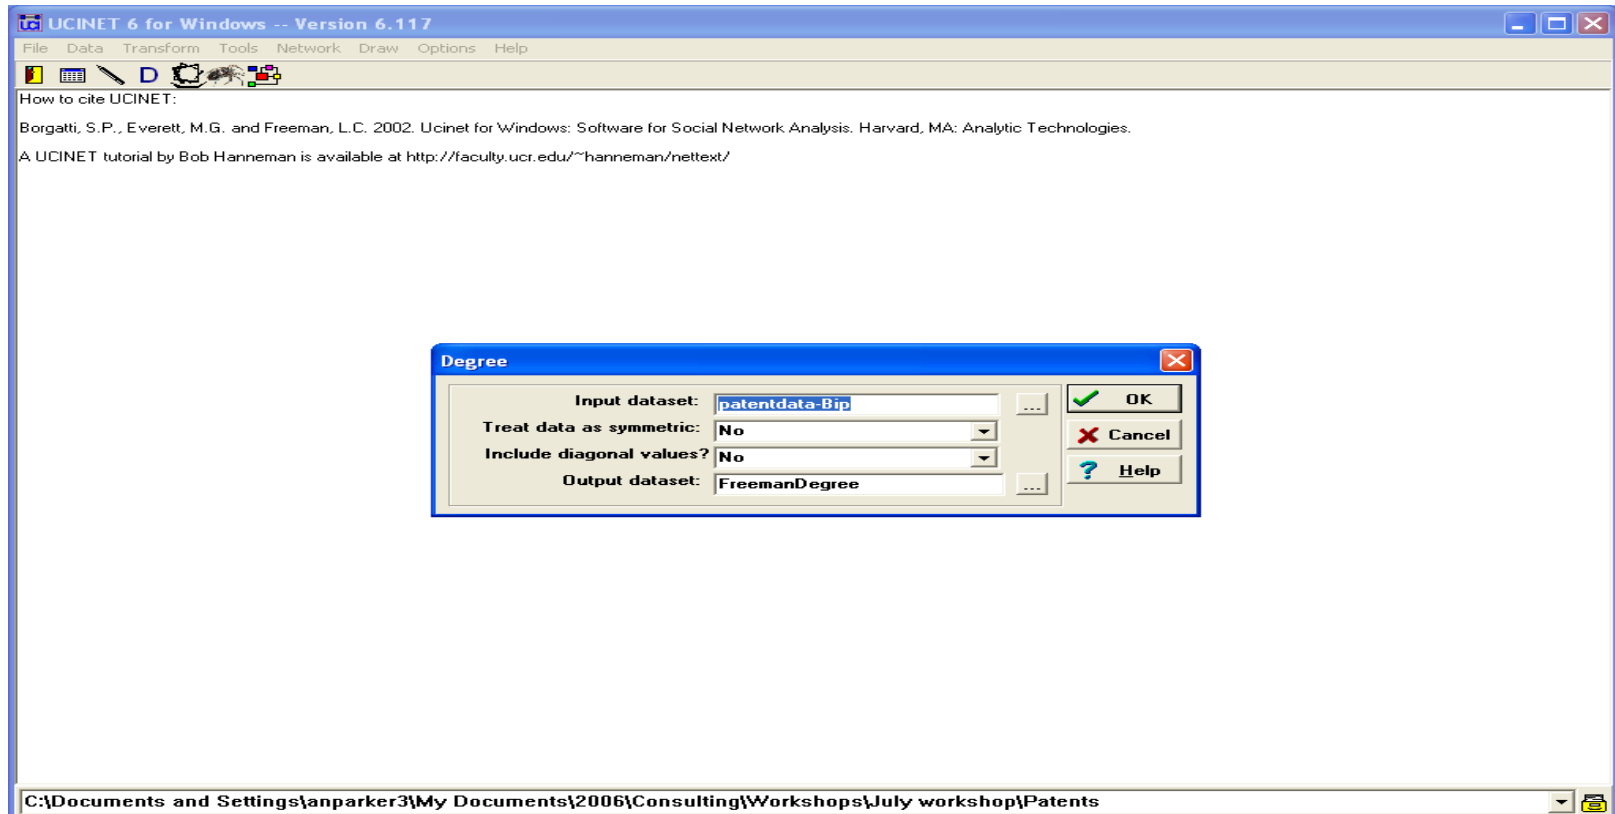 UCINET 6 for Windows -- Version 6.117
File Data Transform Tools Network Draw Options Help
D
How to cite UCINET:
Borgatti, S.P., Everett, M.G. and Freeman, L.C. 2002. Ucinet for Windows: Software for Social Network Analysis. Harvard, MA: Analytic Technologies.
A UCINET tutorial by Bob Hanneman is available at http://faculty.ucr.edu/~hanneman/nettext/
Degree
Input dataset: patentdata-Bip ... OK
Treat data as symmetric: No Cancel
Include diagonal values? No ? Help
Output dataset: FreemanDegree ...
C:\Documents and Settings\anparker3\My Documents\2006\Consulting\Workshops\July workshop\Patents